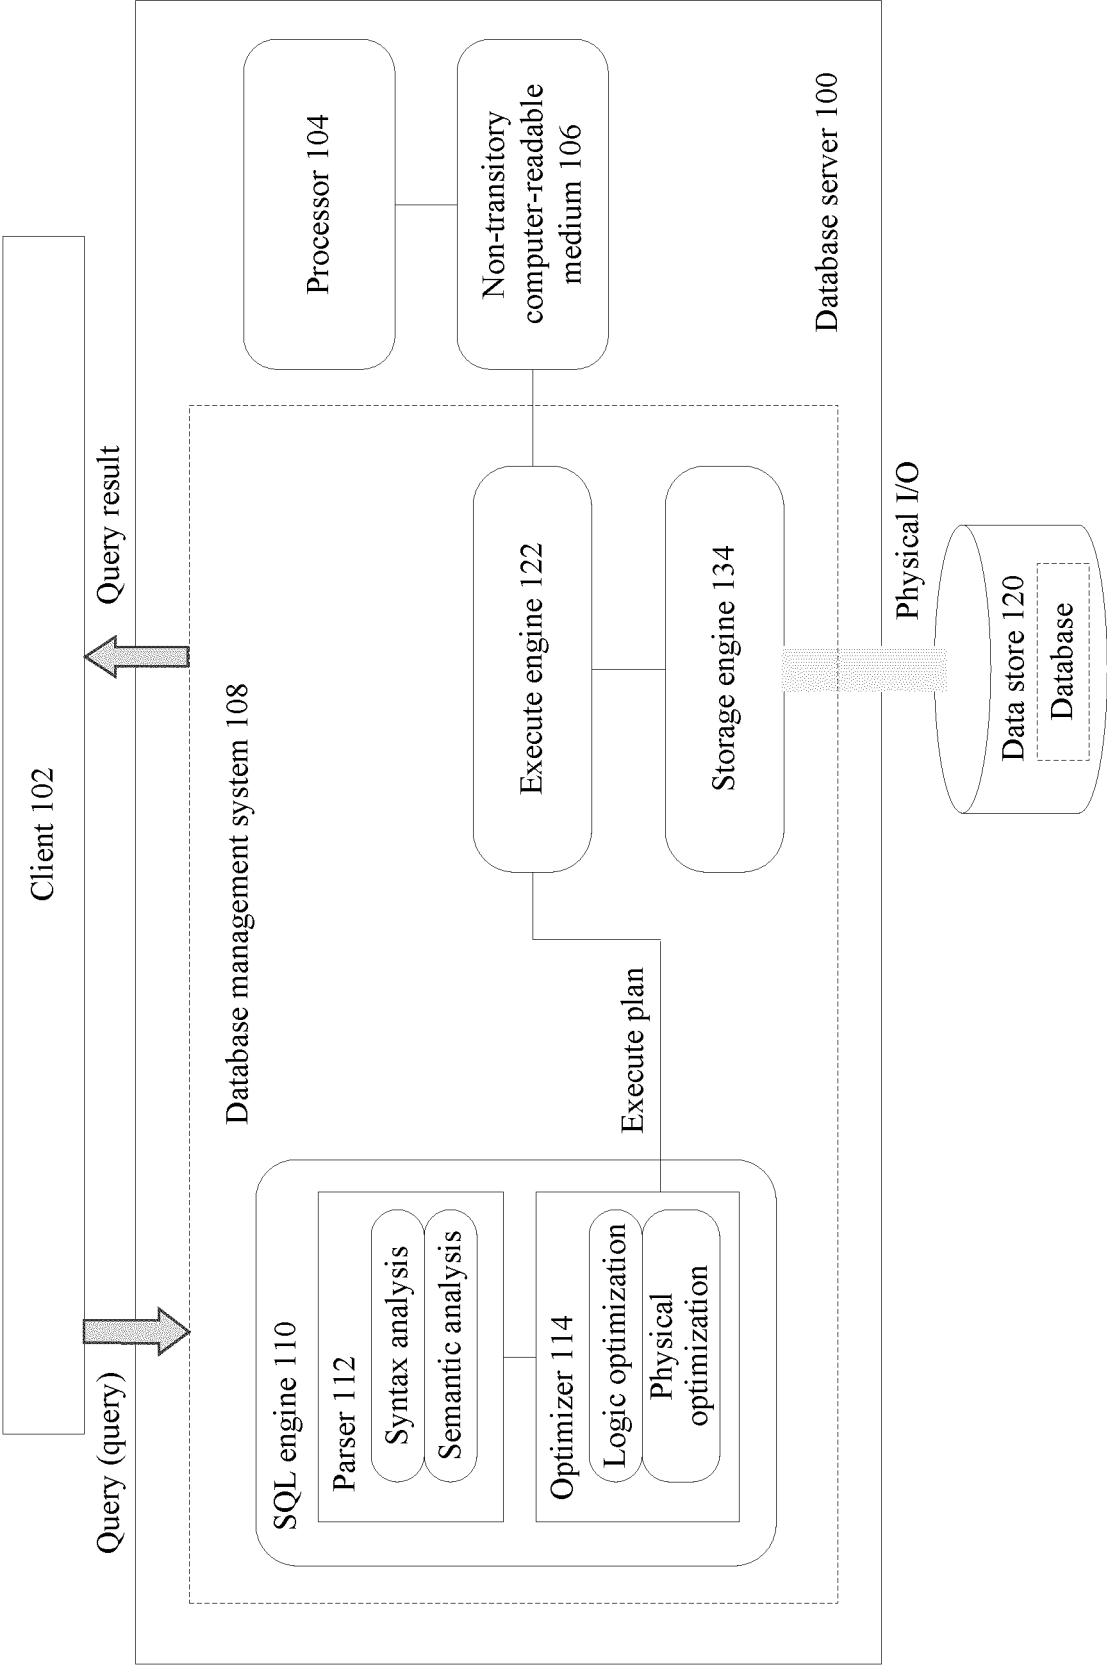 Client 102
Query (query)
Query result
Database management system 108
SQL engine 110
Parser 112
Syntax analysis
Semantic analysis
Optimizer 114
Logic optimization
Physical
optimization
Execute plan
Execute engine 122
Storage engine 134
Processor 104
Non-transitory
computer-readable
medium 106
Database server 100
Physical I/O
Data store 120
Database